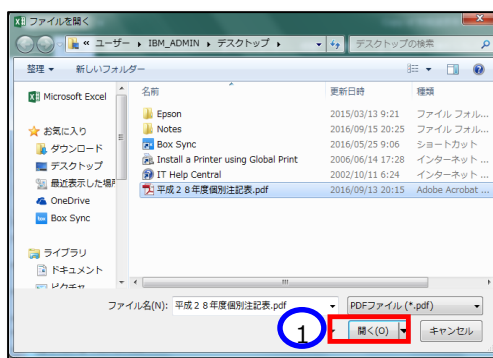 ファイルを開く
« ユーザー ▸ IBM_ADMIN ▸ デスクトップ ▸
デスクトップの検索
整理 ▾ 新しいフォルダー
Microsoft Excel
お気に入り
ダウンロード
デスクトップ
最近表示した場所
OneDrive
Box Sync
ライブラリ
ドキュメント
ピクチャ
名前 更新日時 種類
Epson 2015/03/13 9:21 ファイル フォル...
Notes 2016/09/15 20:25 ファイル フォル...
Box Sync 2016/05/25 9:06 ショートカット
Install a Printer using Global Print 2006/06/14 17:28 インターネット ...
IT Help Central 2002/10/11 6:24 インターネット ...
平成２８年度個別注記表.pdf 2016/09/13 20:15 Adobe Acrobat ...
ファイル名(N): 平成２８年度個別注記表.pdf
PDFファイル (*.pdf)
1
開く(O)
キャンセル